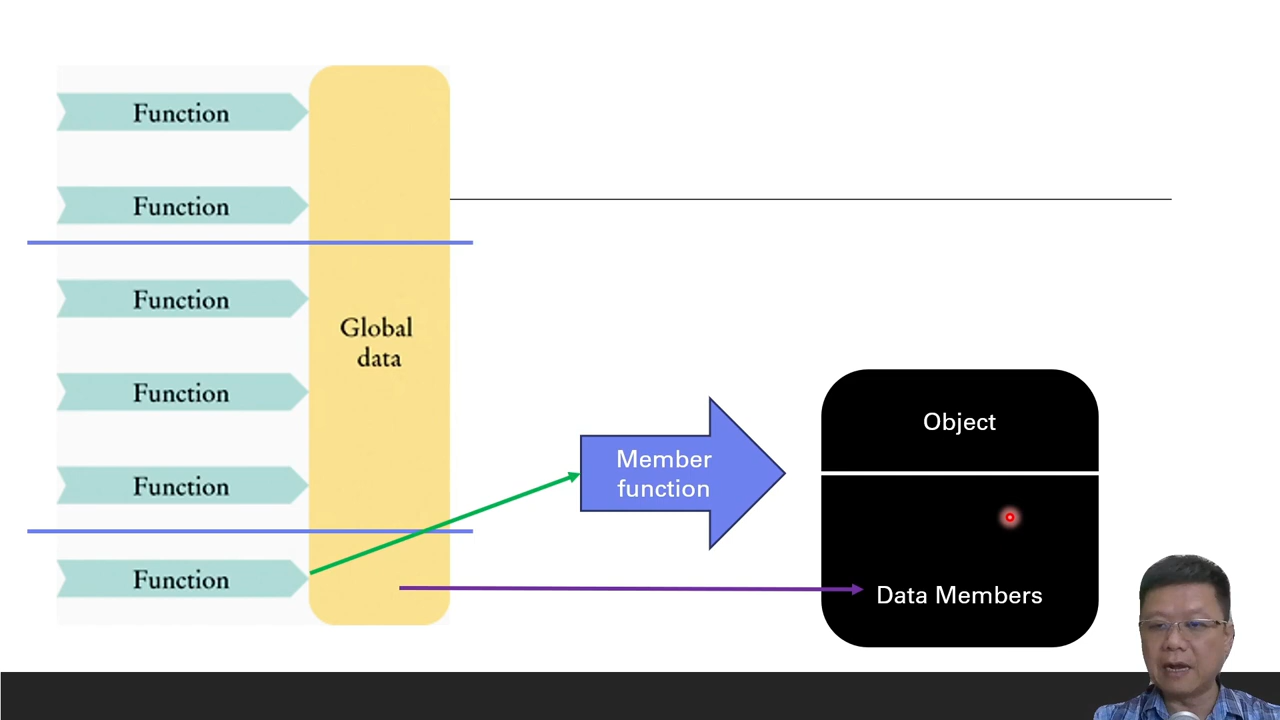 Function
Function
Function
Function
Function
Function
Global
data
Member
function
Object
Data Members